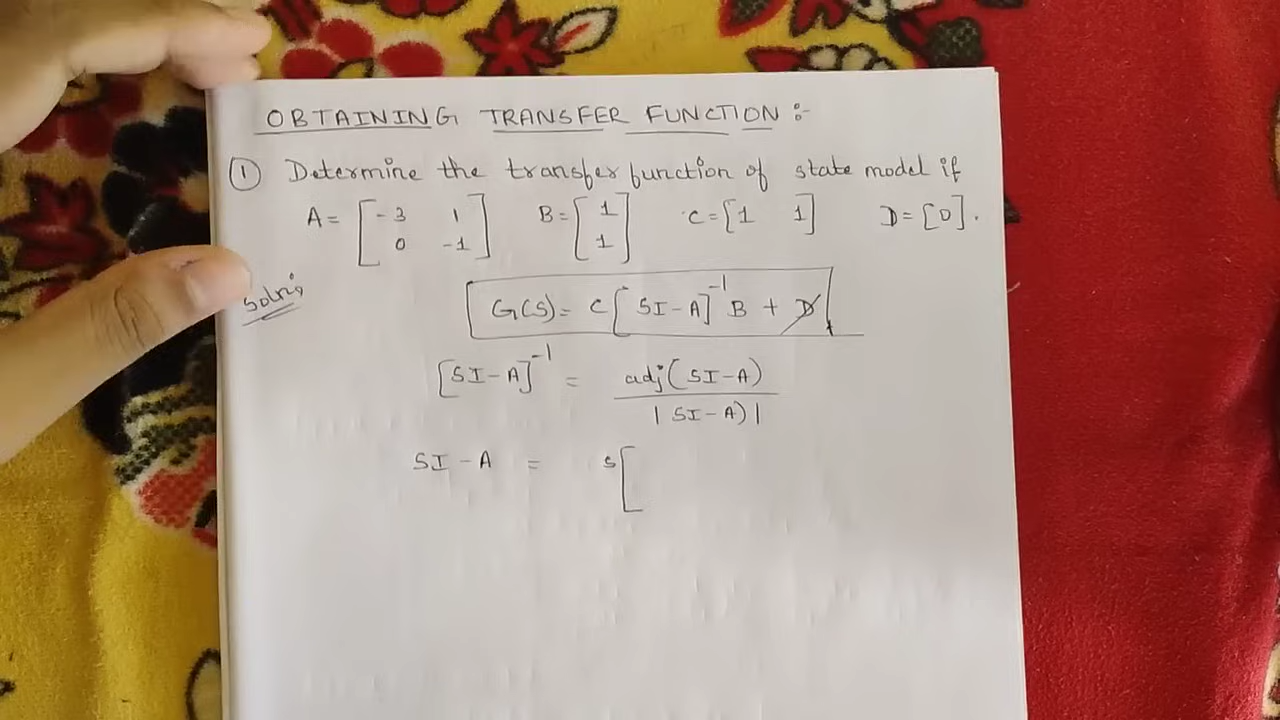 OBTAINING TRANSFER FUNCTION :-
① Determine the transfer function of state model if
A = [ -3 1 ; 0 -1 ] B = [ 1 ; 1 ] C = [ 1 1 ] D = [0].
Soln:
G(S) = C [ SI - A ]^-1 B + D
[SI - A]^-1 = adj(SI - A) / |SI - A)|
SI - A = S [